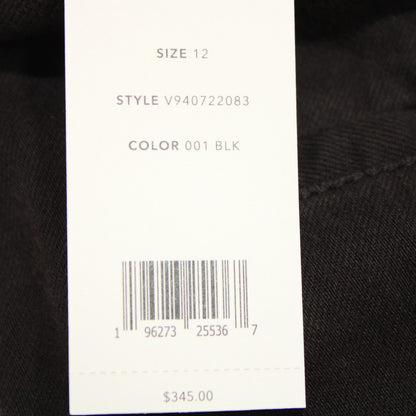 SIZE 12
STYLE V940722083
COLOR 001 BLK
1 96273 25536 7
$345.00